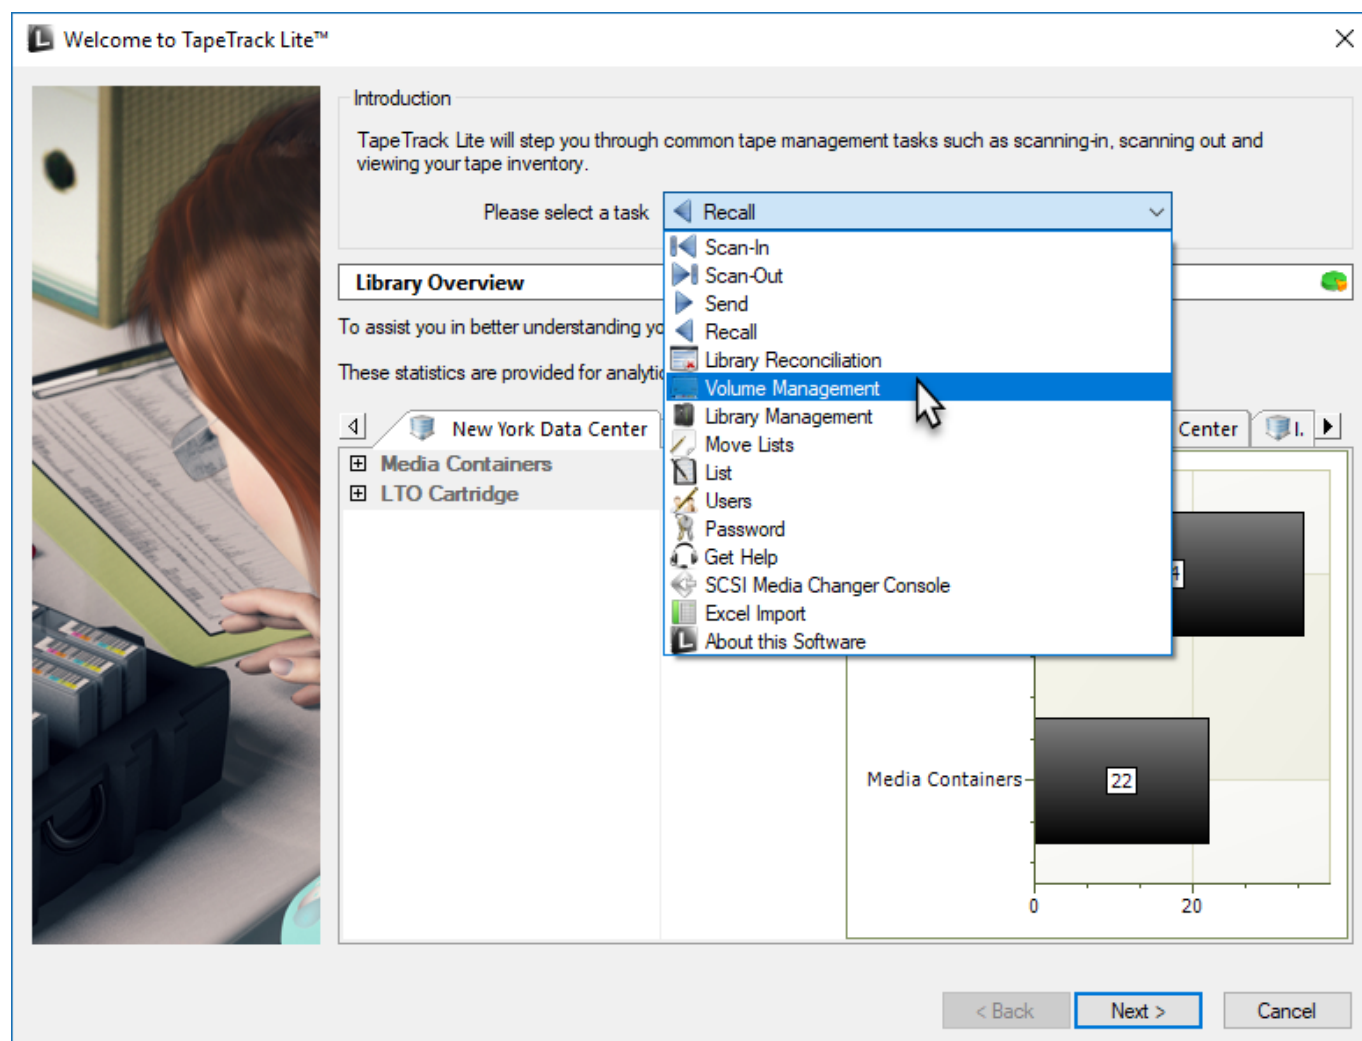 Welcome to TapeTrack Lite™
Introduction
TapeTrack Lite will step you through common tape management tasks such as scanning-in, scanning out and
viewing your tape inventory.
Please select a task
Recall
Scan-In
Scan-Out
Send
Recall
Library Reconciliation
Volume Management
Library Management
Move Lists
List
Users
Password
Get Help
SCSI Media Changer Console
Excel Import
About this Software
Library Overview
To assist you in better understanding
These statistics are provided for
New York Data Center
Center
Media Containers
LTO Cartridge
Media Containers
22
0
20
< Back
Next >
Cancel